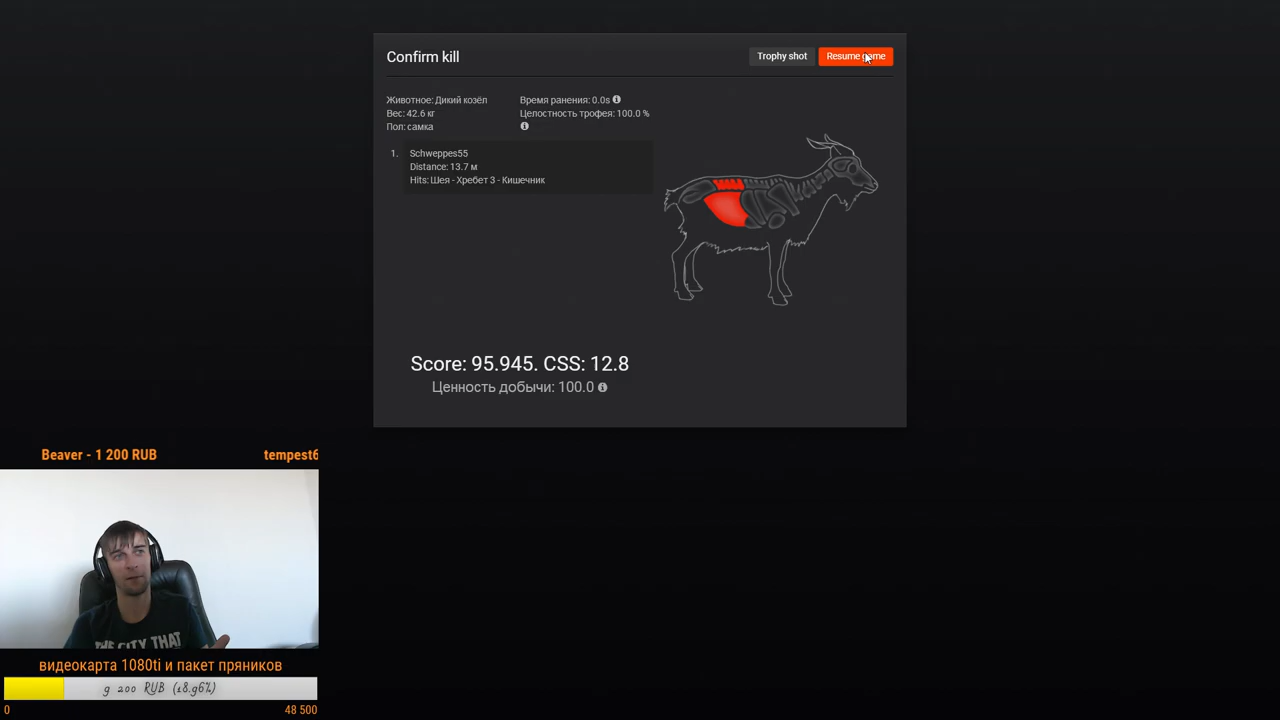 Confirm kill
Trophy shot
Resume game
Животное: Дикий козёл
Время ранения: 0.0s
Вес: 42.6 кг
Целостность трофея: 100.0 %
Пол: самка
1. Schweppes55
Distance: 13.7 м
Hits: Шея - Хребет 3 - Кишечник
Score: 95.945. CSS: 12.8
Ценность добычи: 100.0
Beaver - 1 200 RUB
tempest6
THE CITY THAT
видеокарта 1080ti и пакет пряников
9 200 RUB (18.96%)
0
48 500